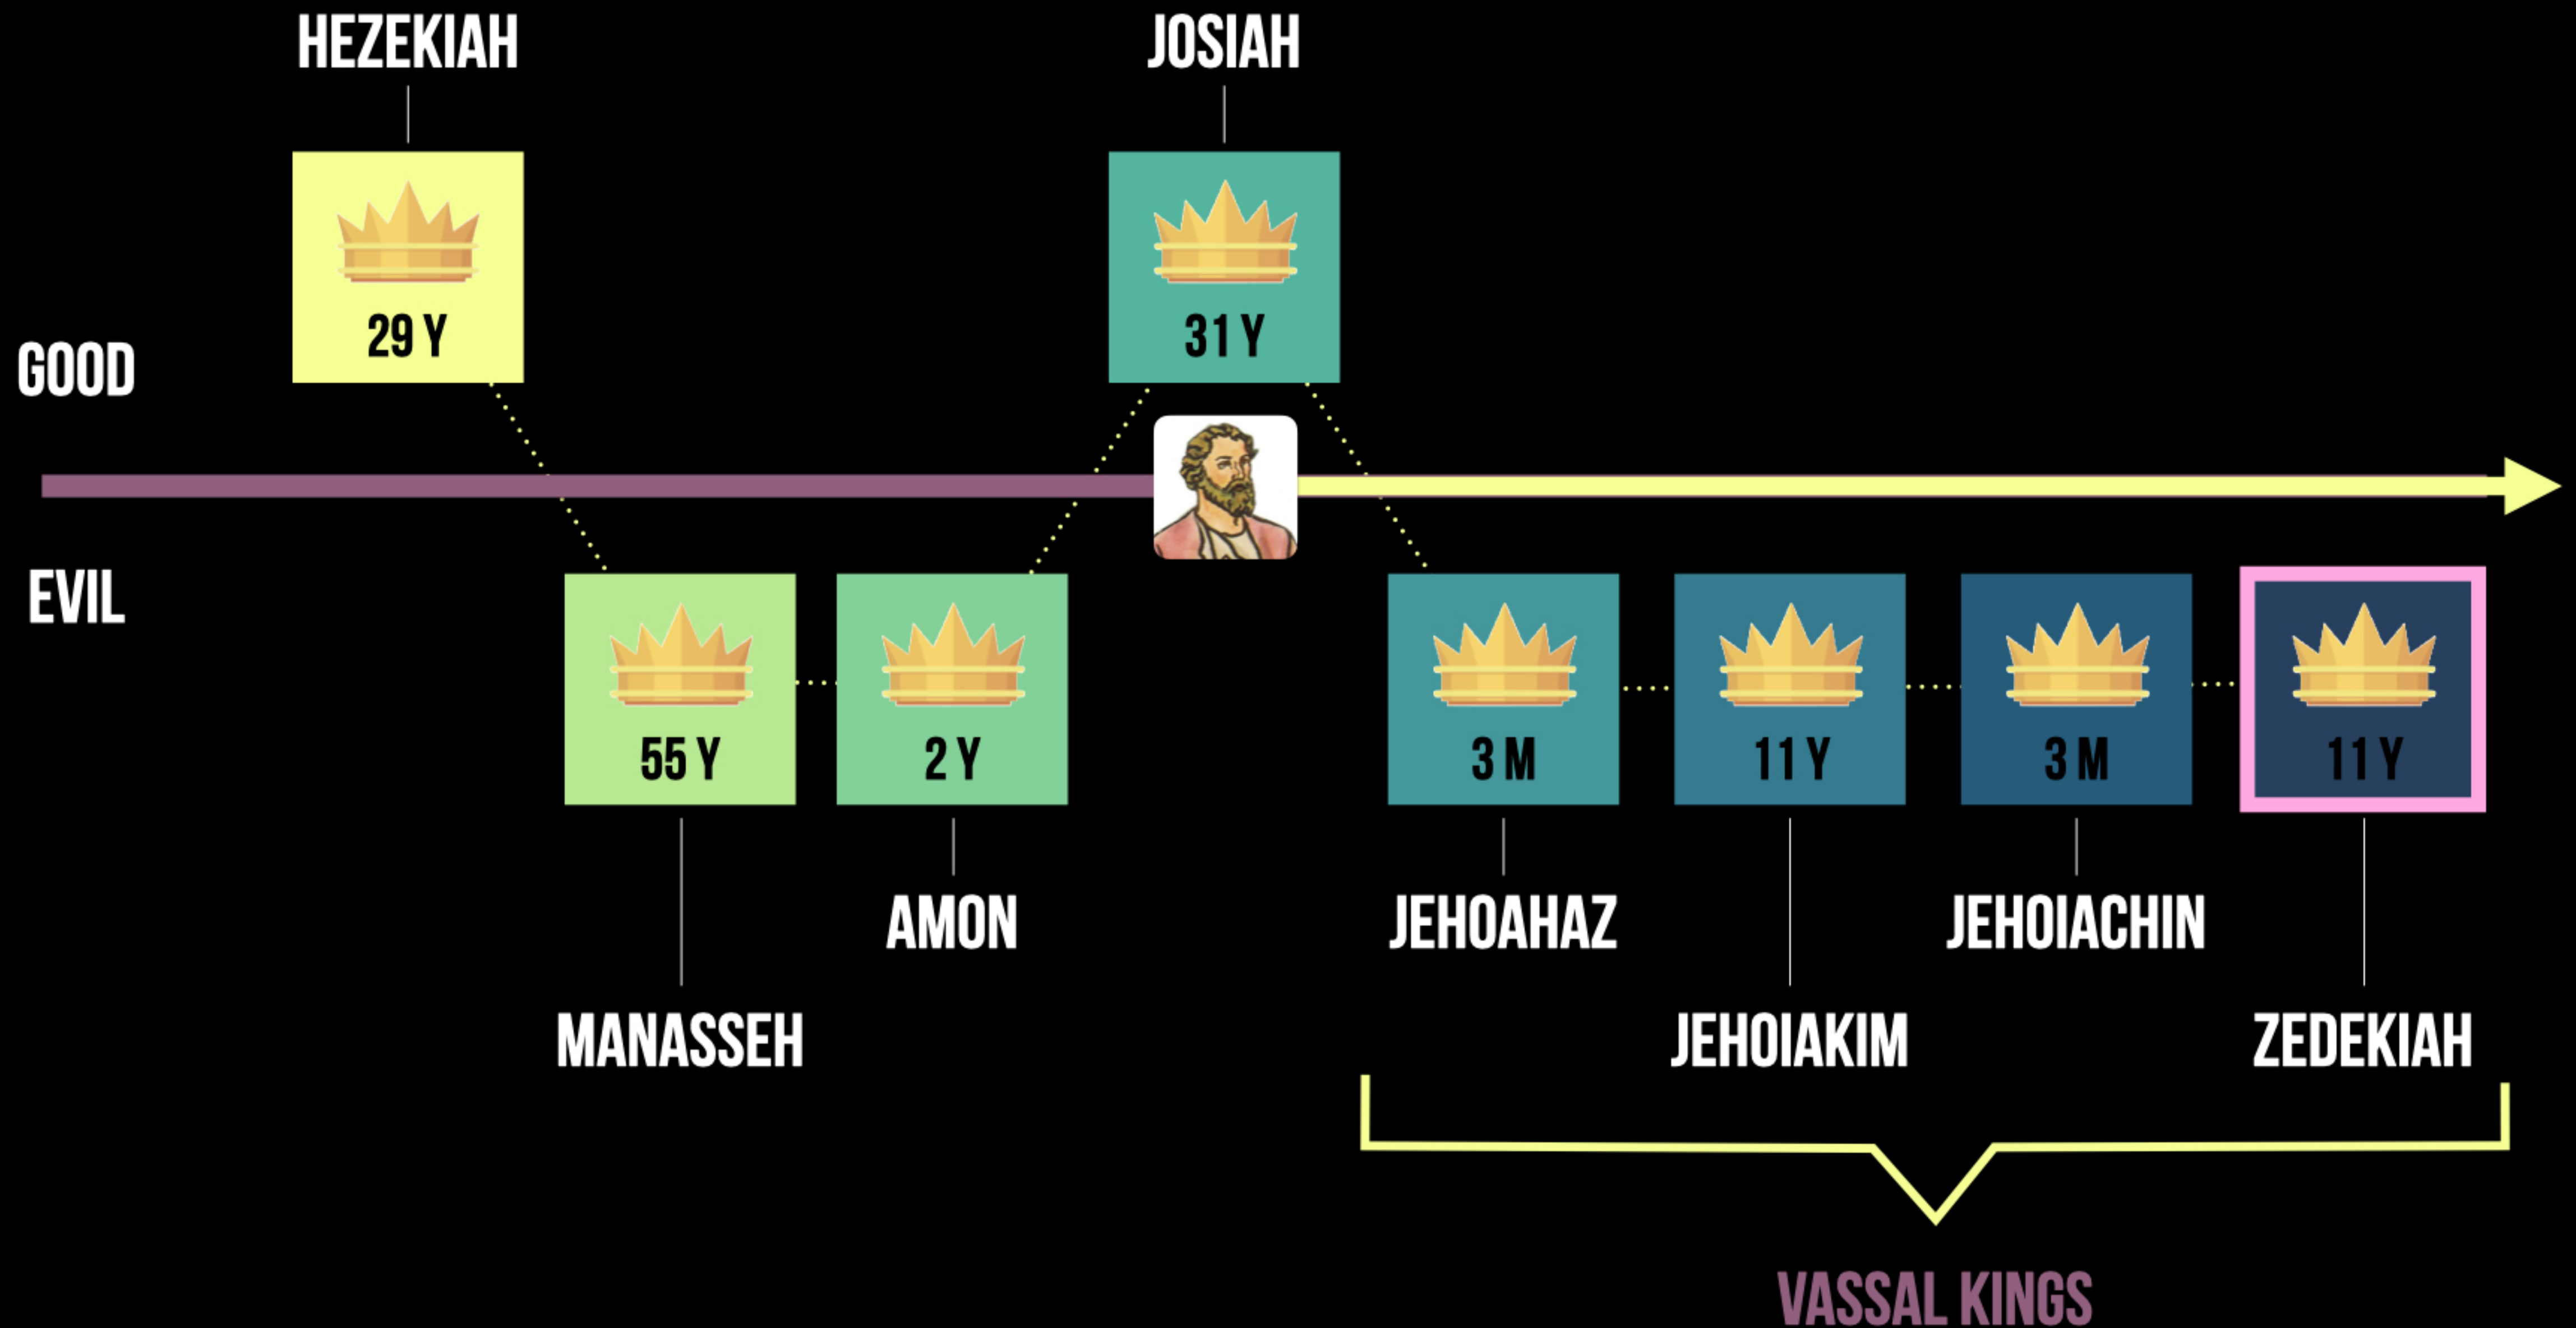 HEZEKIAH
JOSIAH
29 Y
31 Y
GOOD
EVIL
55 Y
2 Y
3 M
11 Y
3 M
11 Y
AMON
JEHOAHAZ
JEHOIACHIN
MANASSEH
JEHOIAKIM
ZEDEKIAH
VASSAL KINGS